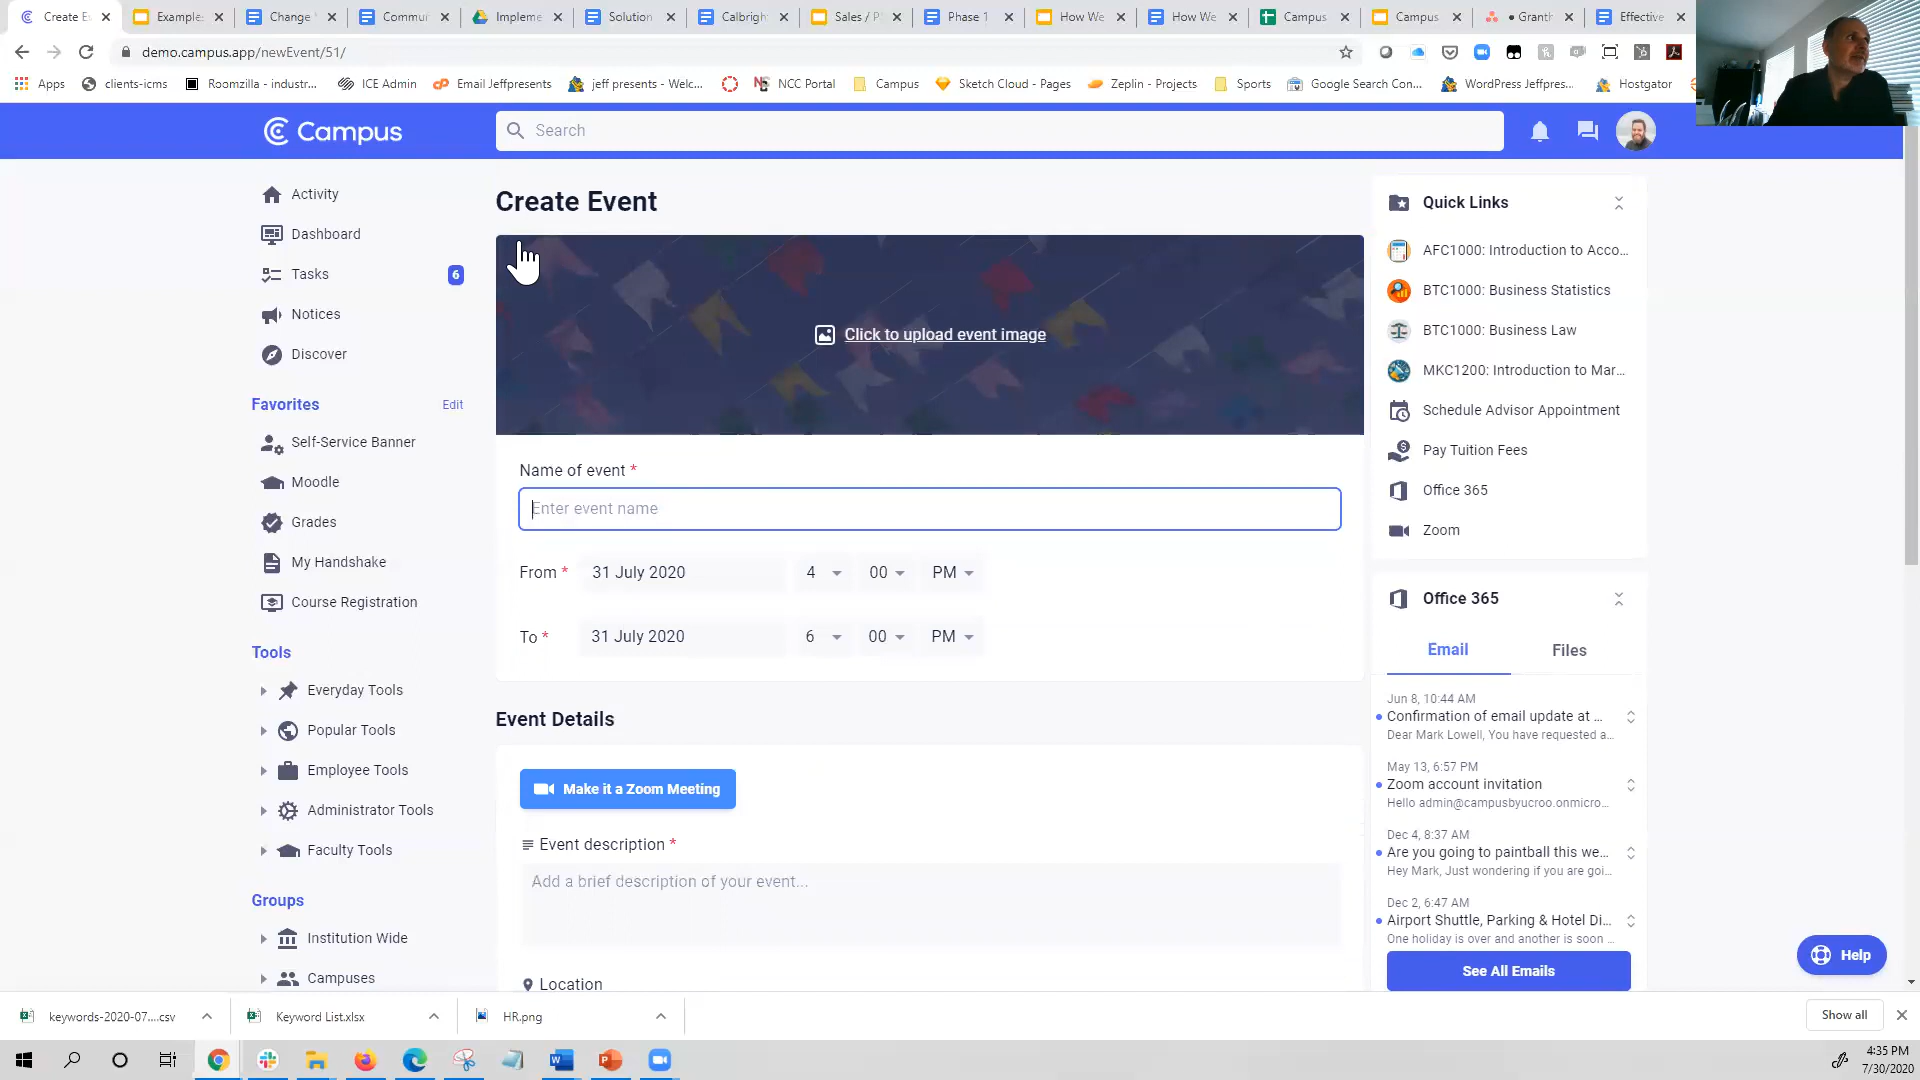 Create Ev
Example:
Change
Commun
Impleme
Solution
Calbright
Sales / P
Phase 1
How We
How We
Campus
Campus
• Granth
Effective
demo.campus.app/newEvent/51/
Apps
clients-icms
Roomzilla - industr...
ICE Admin
Email Jeffpresents
jeff presents - Welc...
NCC Portal
Campus
Sketch Cloud - Pages
Zeplin - Projects
Sports
Google Search Con...
WordPress Jeffpres...
Hostgator
Campus
Search
Activity
Dashboard
Tasks
6
Notices
Discover
Favorites
Edit
Self-Service Banner
Moodle
Grades
My Handshake
Course Registration
Tools
Everyday Tools
Popular Tools
Employee Tools
Administrator Tools
Faculty Tools
Groups
Institution Wide
Campuses
Create Event
Click to upload event image
Name of event *
Enter event name
From * 31 July 2020 4 00 PM
To * 31 July 2020 6 00 PM
Event Details
Make it a Zoom Meeting
Event description *
Add a brief description of your event...
Location
Quick Links
AFC1000: Introduction to Acco...
BTC1000: Business Statistics
BTC1000: Business Law
MKC1200: Introduction to Mar...
Schedule Advisor Appointment
Pay Tuition Fees
Office 365
Zoom
Office 365
Email
Files
Jun 8, 10:44 AM
Confirmation of email update at ...
Dear Mark Lowell, You have requested a...
May 13, 6:57 PM
Zoom account invitation
Hello admin@campusbyucroo.onmicro...
Dec 4, 8:37 AM
Are you going to paintball this we...
Hey Mark, Just wondering if you are goi...
Dec 2, 6:47 AM
Airport Shuttle, Parking & Hotel Di...
One holiday is over and another is soon ...
See All Emails
Help
keywords-2020-07....csv
Keyword List.xlsx
HR.png
Show all
4:35 PM
7/30/2020